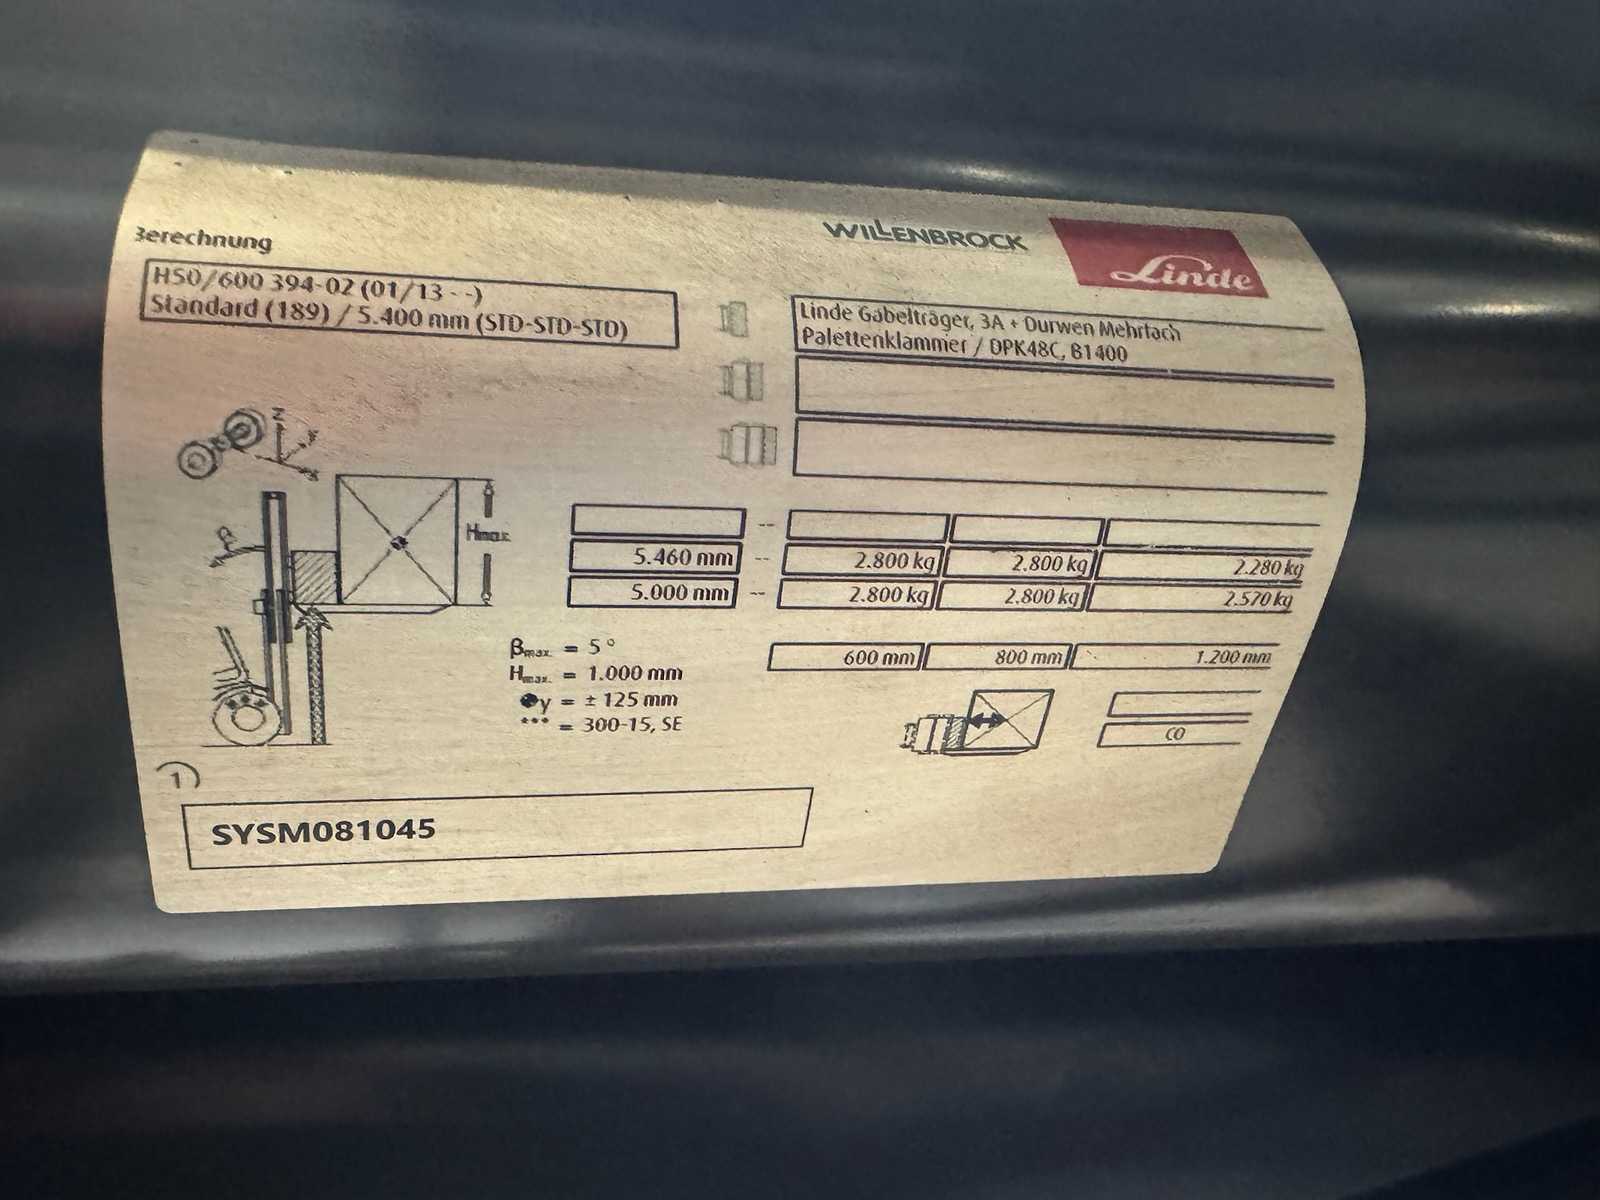 Berechnung
WILLENBROCK
Linde
H50/600 394-02 (01/13 - -)
Standard (189) / 5.400 mm (STD-STD-STD)
Linde Gabelträger, 3A + Durwen Mehrfach
Palettenklammer / DPK48C, B1400
Z
Y
X
β
Hmax.
5.460 mm -- 2.800 kg 2.800 kg 2.280 kg
5.000 mm -- 2.800 kg 2.800 kg 2.570 kg
600 mm 800 mm 1.200 mm
βmax. = 5 °
Hmax. = 1.000 mm
y = ± 125 mm
*** = 300-15, SE
CO
1
SYSM081045